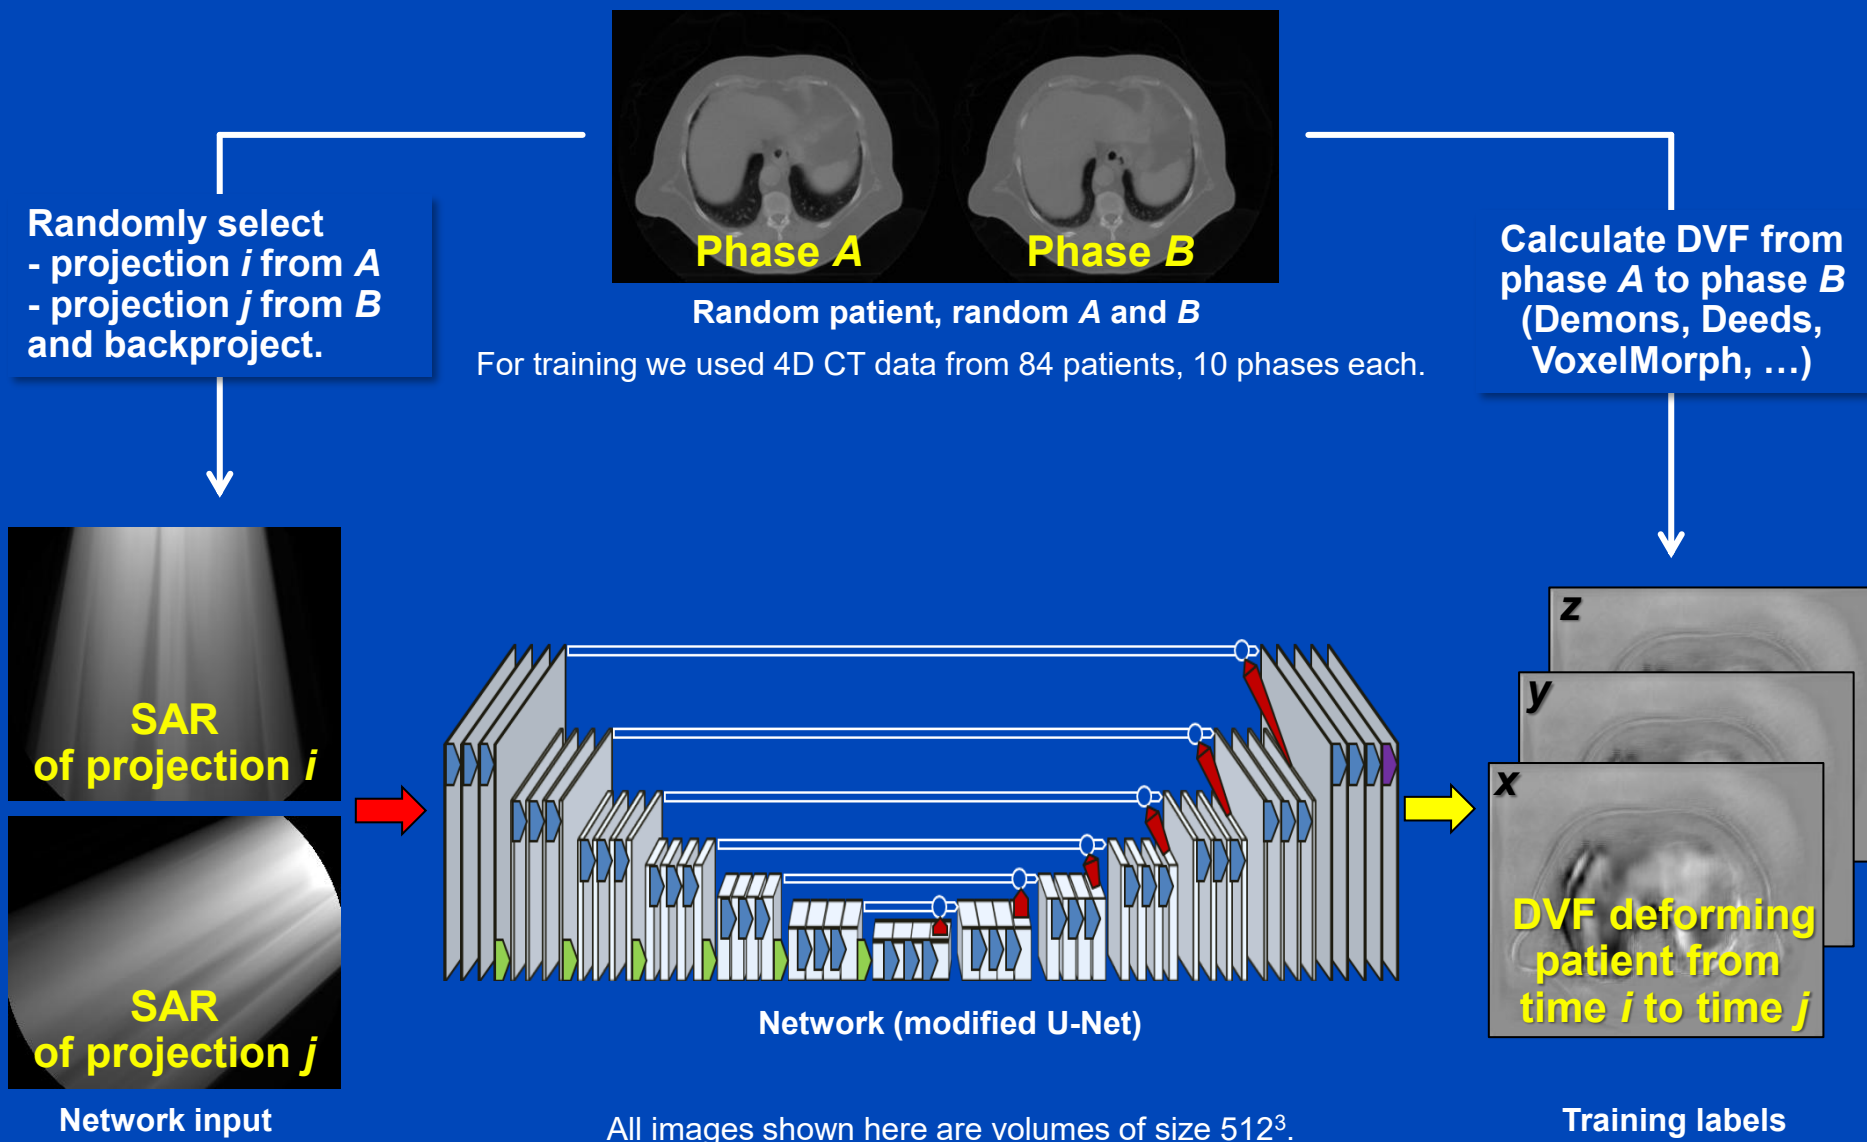 Phase A
Phase B
Random patient, random A and B
For training we used 4D CT data from 84 patients, 10 phases each.
Randomly select
- projection i from A
- projection j from B
and backproject.
Calculate DVF from
phase A to phase B
(Demons, Deeds,
VoxelMorph, …)
SAR
of projection i
SAR
of projection j
Network input
Network (modified U-Net)
All images shown here are volumes of size 512³.
z
y
x
DVF deforming
patient from
time i to time j
Training labels